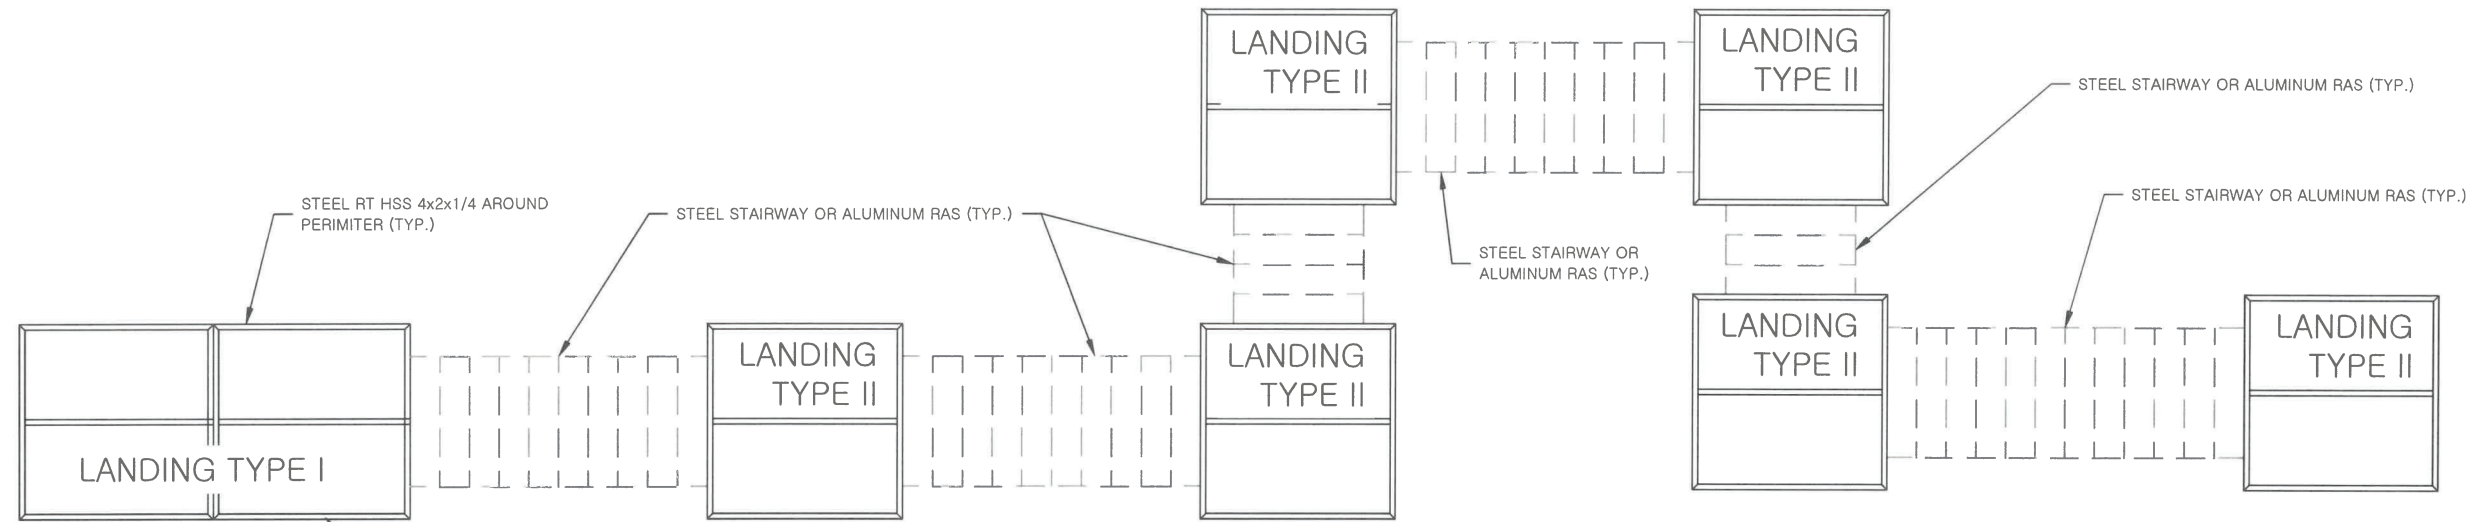 LANDING
TYPE II
LANDING
TYPE II
STEEL STAIRWAY OR ALUMINUM RAS (TYP.)
STEEL RT HSS 4x2x1/4 AROUND
PERIMITER (TYP.)
STEEL STAIRWAY OR ALUMINUM RAS (TYP.)
STEEL STAIRWAY OR
ALUMINUM RAS (TYP.)
STEEL STAIRWAY OR ALUMINUM RAS (TYP.)
LANDING TYPE I
LANDING
TYPE II
LANDING
TYPE II
LANDING
TYPE II
LANDING
TYPE II